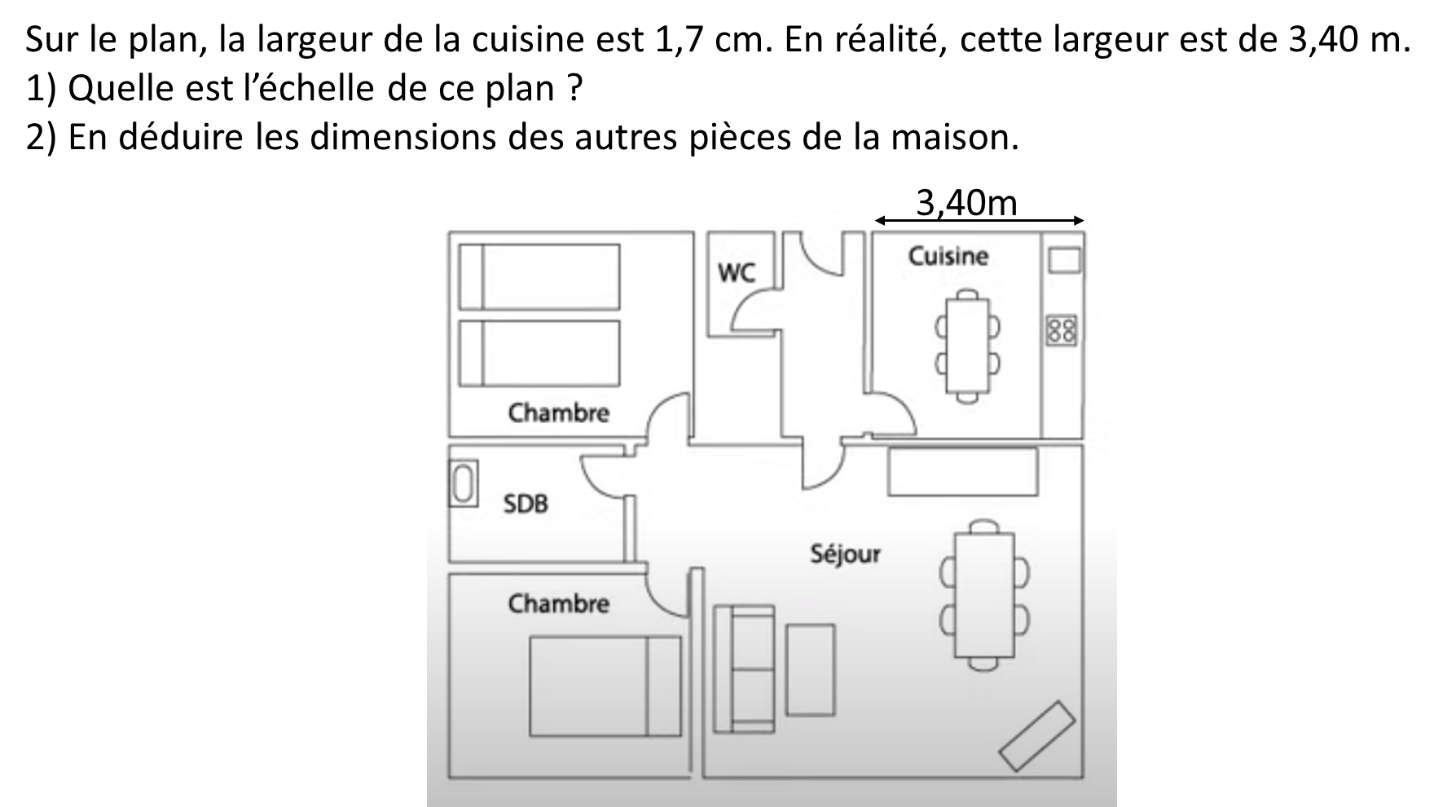 Sur le plan, la largeur de la cuisine est 1,7 cm. En réalité, cette largeur est de 3,40 m.
1) Quelle est l’échelle de ce plan ?
2) En déduire les dimensions des autres pièces de la maison.
3,40m
Cuisine
WC
Chambre
SDB
Séjour
Chambre